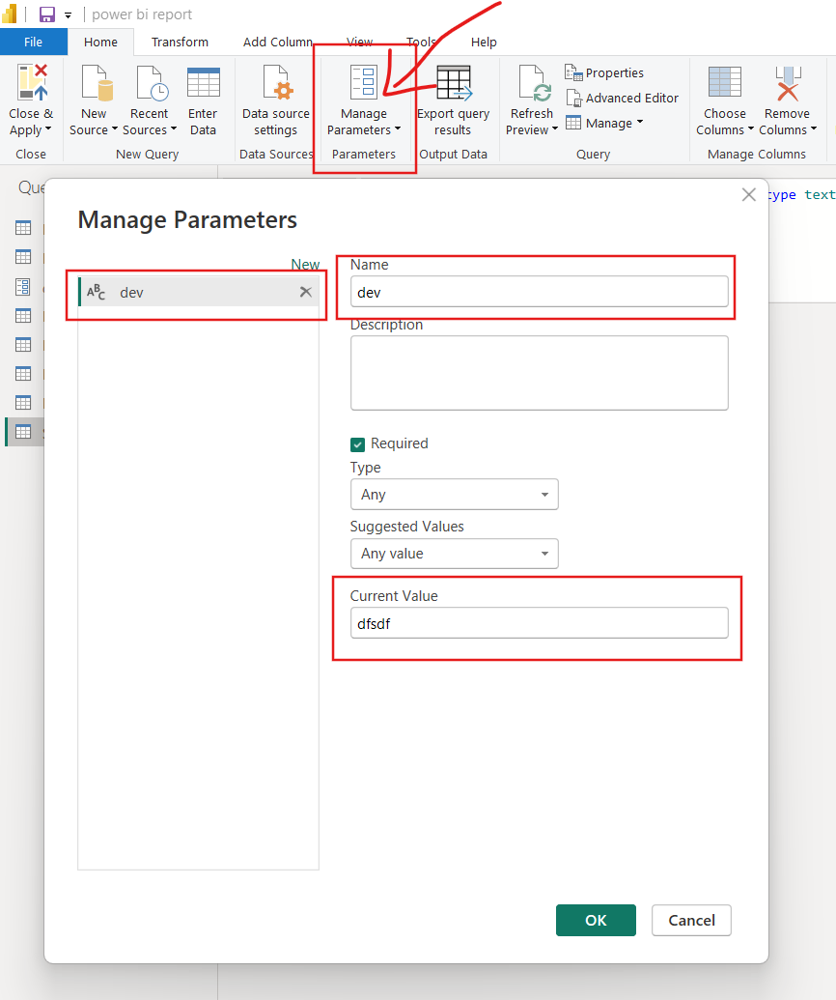 power bi report
File Home Transform Add Column View Tools Help
Close & Apply
New Source
Recent Sources
Enter Data
Data source settings
Manage Parameters
Export query results
Refresh Preview
Properties
Advanced Editor
Manage
Choose Columns
Remove Columns
Close New Query Data Sources Parameters Output Data Query Manage Columns
Que
type text
Manage Parameters
New
ABC dev
Name
dev
Description
Required
Type
Any
Suggested Values
Any value
Current Value
dfsdf
OK Cancel